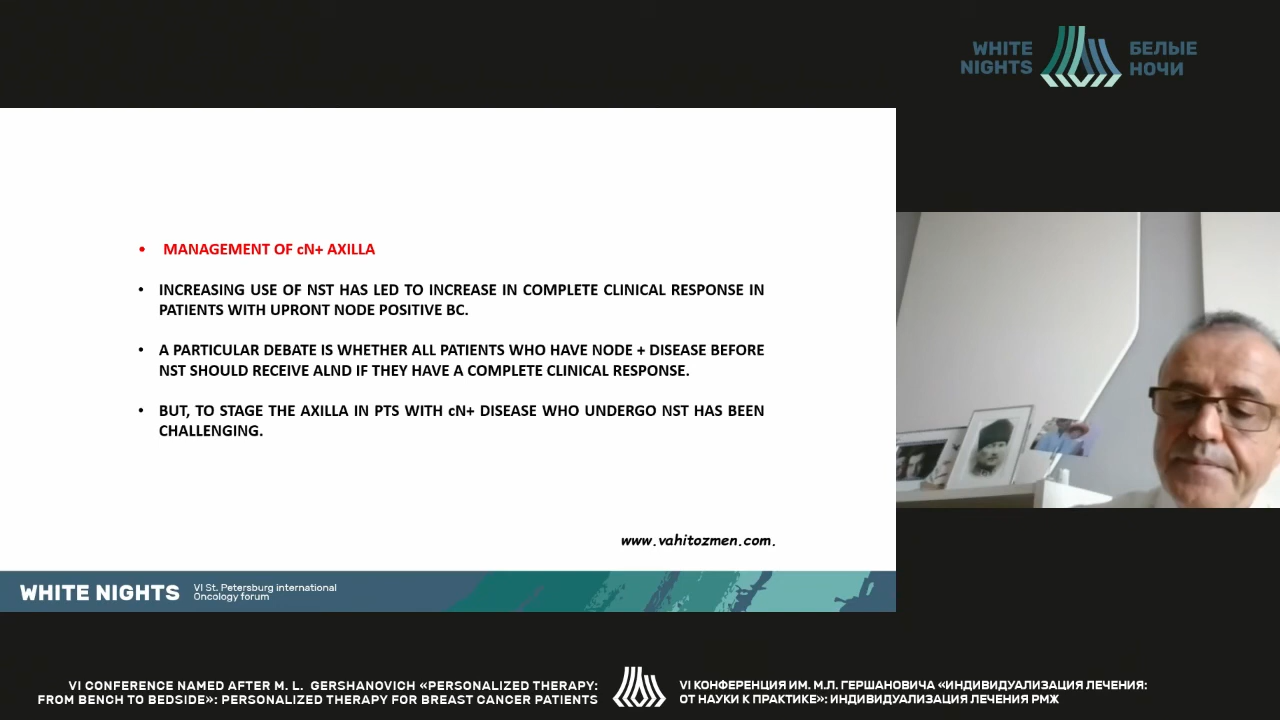 WHITE
NIGHTS
БЕЛЫЕ
НОЧИ
• MANAGEMENT OF cN+ AXILLA
• INCREASING USE OF NST HAS LED TO INCREASE IN COMPLETE CLINICAL RESPONSE IN
PATIENTS WITH UPRONT NODE POSITIVE BC.
• A PARTICULAR DEBATE IS WHETHER ALL PATIENTS WHO HAVE NODE + DISEASE BEFORE
NST SHOULD RECEIVE ALND IF THEY HAVE A COMPLETE CLINICAL RESPONSE.
• BUT, TO STAGE THE AXILLA IN PTS WITH cN+ DISEASE WHO UNDERGO NST HAS BEEN
CHALLENGING.
www.vahitozmen.com.
WHITE NIGHTS
VI St. Petersburg international
Oncology forum
VI CONFERENCE NAMED AFTER M. L. GERSHANOVICH «PERSONALIZED THERAPY:
FROM BENCH TO BEDSIDE»: PERSONALIZED THERAPY FOR BREAST CANCER PATIENTS
VI КОНФЕРЕНЦИЯ ИМ. М.Л. ГЕРШАНОВИЧА «ИНДИВИДУАЛИЗАЦИЯ ЛЕЧЕНИЯ:
ОТ НАУКИ К ПРАКТИКЕ»: ИНДИВИДУАЛИЗАЦИЯ ЛЕЧЕНИЯ РМЖ